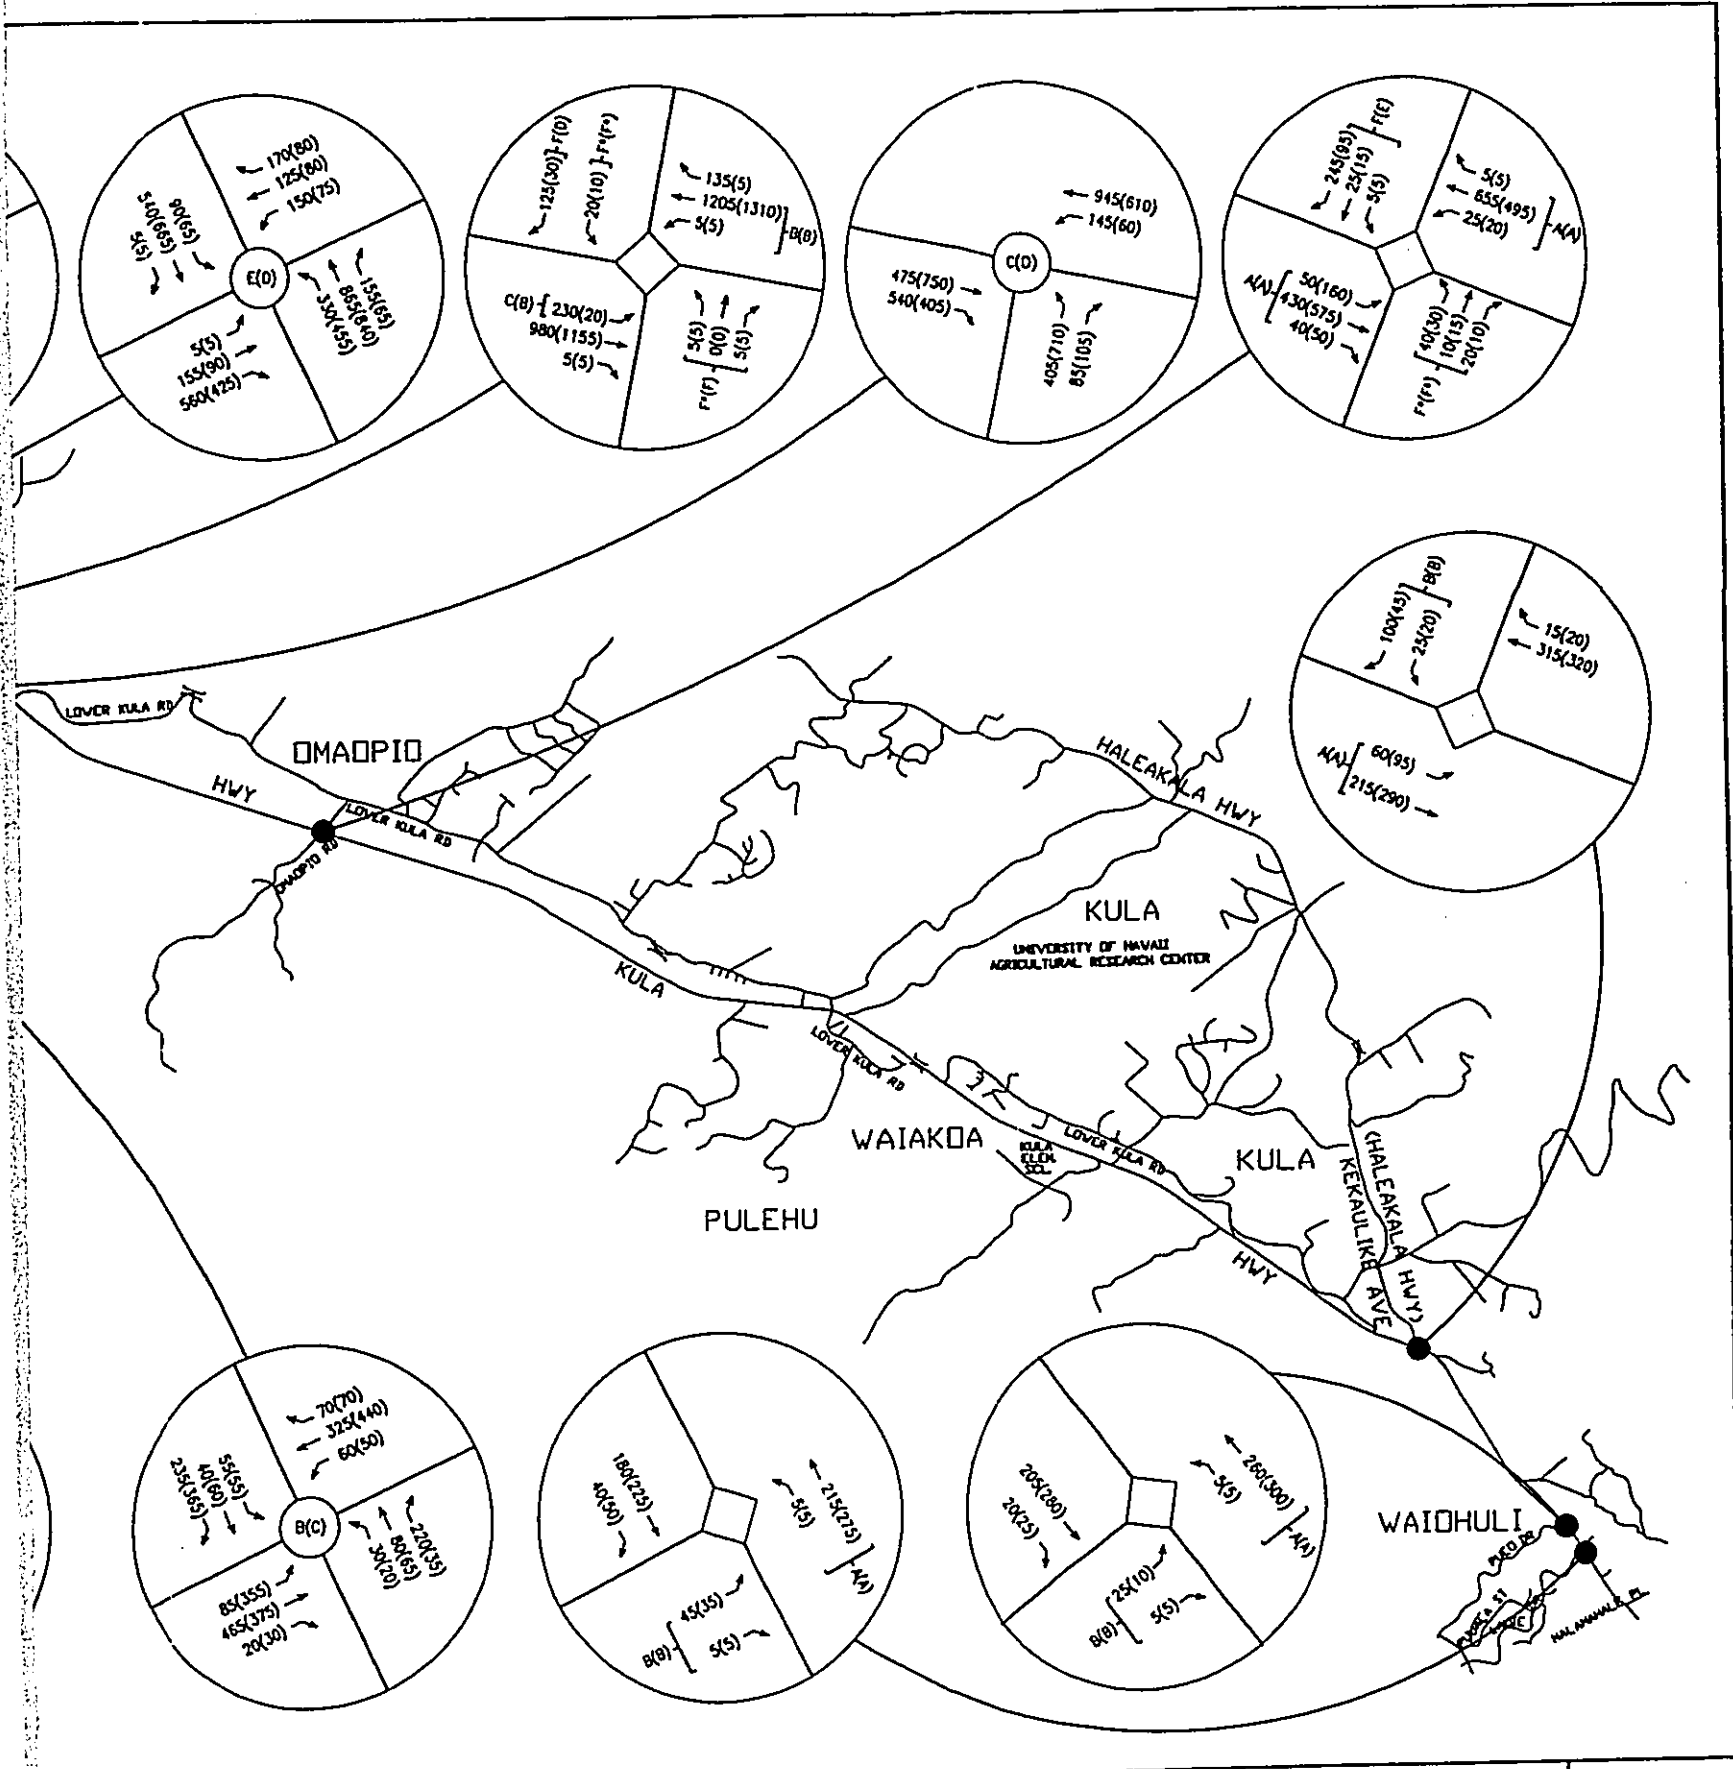 170(80)
125(80)
150(75)
90(65)
540(665)
5(5)
E(D)
155(65)
865(840)
330(455)
5(5)
155(90)
560(425)
125(30)]-F(D)
20(10)]-F*(F*)
135(5)
1205(1310)
5(5)
B(B)
C(B)
230(20)
980(1155)
5(5)
5(5)
0(0)
5(5)
F*(F)
945(610)
145(60)
C(D)
475(750)
540(405)
405(710)
85(105)
245(95)
25(15)
5(5)
F(E)
5(5)
655(495)
25(20)
A(A)
A(A)
50(160)
430(575)
40(50)
40(30)
10(15)
20(10)
F*(F*)
100(45)
25(20)
B(B)
15(20)
315(320)
A(A)
60(95)
215(290)
LOWER KULA RD
OMAOPIO
HWY
LOWER KULA RD
OMAOPIO RD
HALEAKALA HWY
KULA
UNIVERSITY OF HAWAII
AGRICULTURAL RESEARCH CENTER
KULA
LOWER KULA RD
WAIAKOA
KULA
ELEM.
SCL.
LOWER KULA RD
KULA
PULEHU
(HALEAKALA HWY)
KEKAULIKE AVE
HWY
70(70)
325(440)
60(50)
55(55)
40(60)
235(365)
B(C)
220(35)
80(65)
30(20)
85(355)
465(375)
20(30)
180(225)
40(50)
215(275)
5(5)
A(A)
45(35)
5(5)
B(B)
205(280)
20(25)
260(300)
5(5)
A(A)
25(10)
5(5)
B(B)
WAIOHULI
PUEO DR